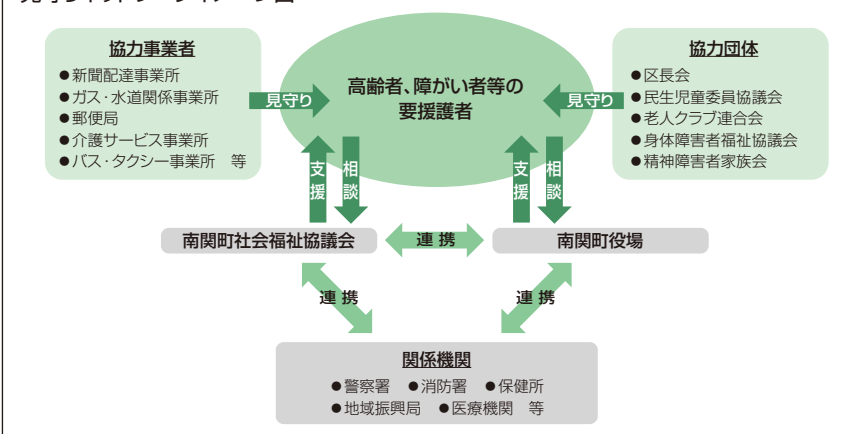 協力事業者
●新聞配達事業所
●ガス・水道関係事業所
●郵便局
●介護サービス事業所
●バス・タクシー事業所 等
見守り
高齢者、障がい者等の
要援護者
見守り
協力団体
●区長会
●民生児童委員協議会
●老人クラブ連合会
●身体障害者福祉協議会
●精神障害者家族会
支援
相談
支援
相談
南関町社会福祉協議会
連 携
南関町役場
連 携
連 携
関係機関
●警察署 ●消防署 ●保健所
●地域振興局 ●医療機関 等